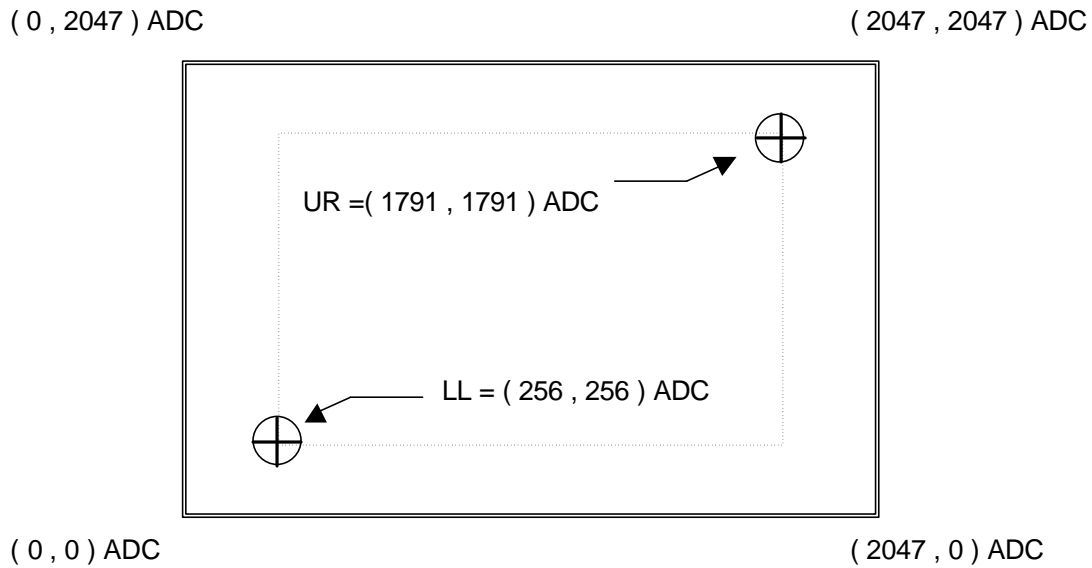 ( 0 , 2047 ) ADC
( 2047 , 2047 ) ADC
UR =( 1791 , 1791 ) ADC
LL = ( 256 , 256 ) ADC
( 0 , 0 ) ADC
( 2047 , 0 ) ADC